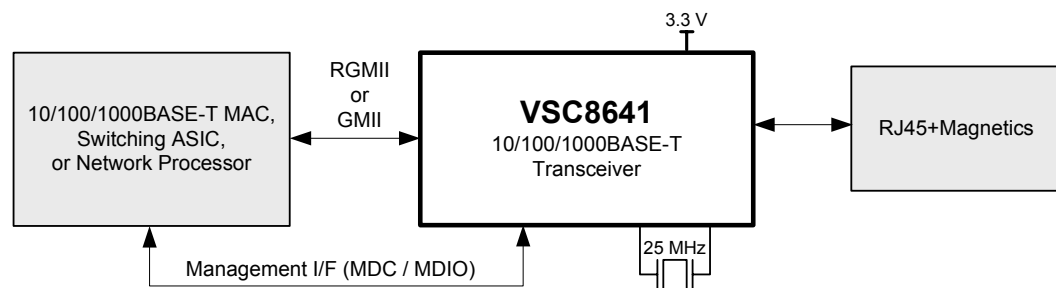 3.3 V
10/100/1000BASE-T MAC,
Switching ASIC,
or Network Processor
RGMII
or
GMII
VSC8641
10/100/1000BASE-T
Transceiver
RJ45+Magnetics
25 MHz
Management I/F (MDC / MDIO)